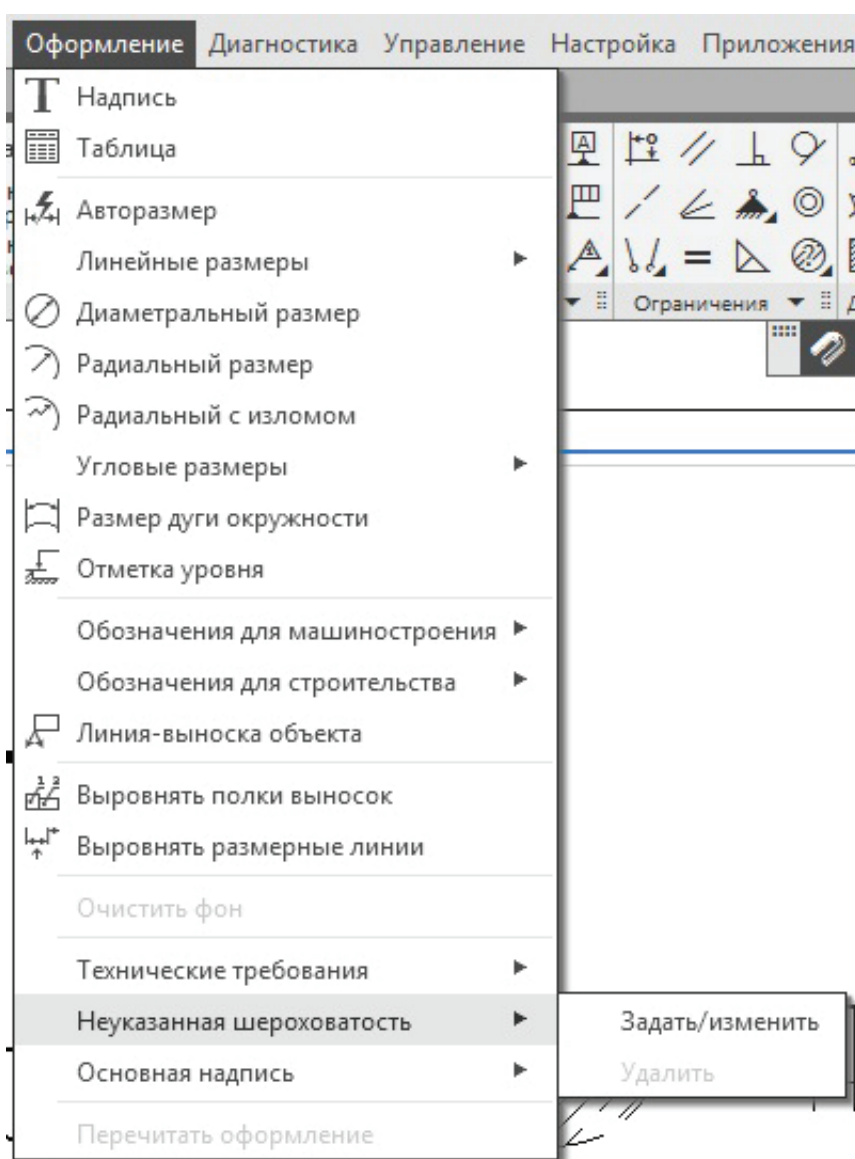 Оформление Диагностика Управление Настройка Приложения
Надпись
Таблица
Авторазмер
Линейные размеры
Диаметральный размер
Радиальный размер
Радиальный с изломом
Угловые размеры
Размер дуги окружности
Отметка уровня
Обозначения для машиностроения
Обозначения для строительства
Линия-выноска объекта
Выровнять полки выносок
Выровнять размерные линии
Очистить фон
Технические требования
Неуказанная шероховатость
Основная надпись
Перечитать оформление
Ограничения
Задать/изменить
Удалить